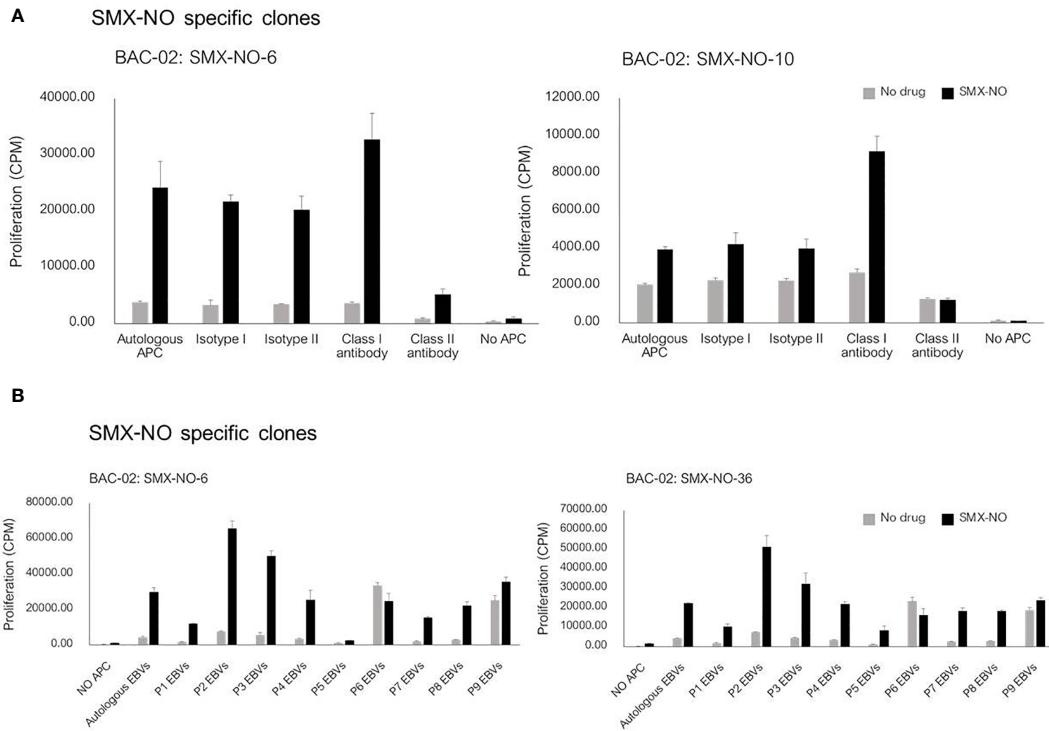 A
SMX-NO specific clones
BAC-02: SMX-NO-6
Proliferation (CPM)
40000.00
30000.00
20000.00
10000.00
0.00
Autologous APC
Isotype I
Isotype II
Class I antibody
Class II antibody
No APC
BAC-02: SMX-NO-10
No drug
SMX-NO
Proliferation (CPM)
12000.00
10000.00
8000.00
6000.00
4000.00
2000.00
0.00
Autologous APC
Isotype I
Isotype II
Class I antibody
Class II antibody
No APC
B
SMX-NO specific clones
BAC-02: SMX-NO-6
Proliferation (CPM)
80000.00
60000.00
40000.00
20000.00
0.00
NO APC
Autologous EBVs
P1 EBVs
P2 EBVs
P3 EBVs
P4 EBVs
P5 EBVs
P6 EBVs
P7 EBVs
P8 EBVs
P9 EBVs
BAC-02: SMX-NO-36
No drug
SMX-NO
Proliferation (CPM)
70000.00
60000.00
50000.00
40000.00
30000.00
20000.00
10000.00
0.00
NO APC
Autologous EBVs
P1 EBVs
P2 EBVs
P3 EBVs
P4 EBVs
P5 EBVs
P6 EBVs
P7 EBVs
P8 EBVs
P9 EBVs